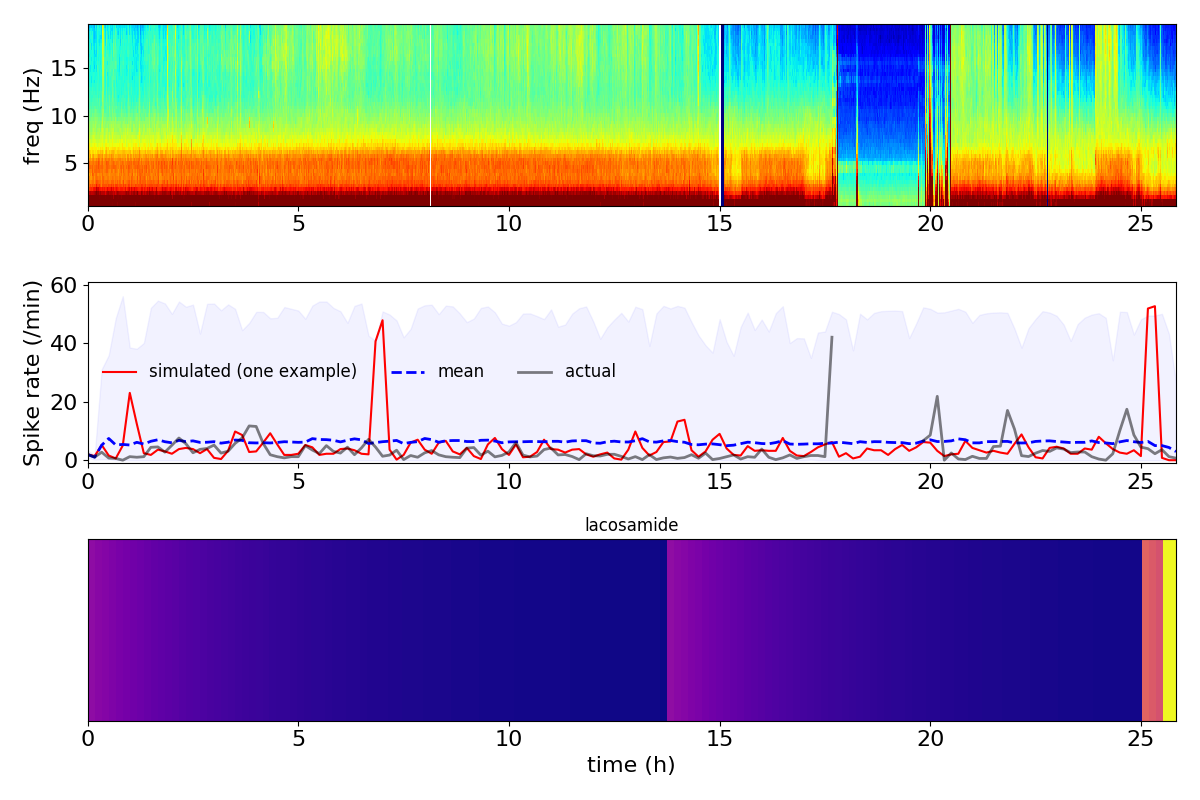 freq (Hz)
15
10
5
0 5 10 15 20 25
Spike rate (/min)
60
40
20
0
simulated (one example) mean actual
0 5 10 15 20 25
lacosamide
0 5 10 15 20 25
time (h)